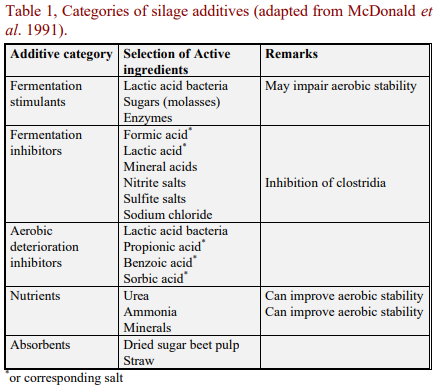 Table 1, Categories of silage additives (adapted from McDonald et
al. 1991).
Additive category Selection of Active Remarks
ingredients
Fermentation Lactic acid bacteria May impair aerobic stability
stimulants Sugars (molasses)
Enzymes
Fermentation Formic acid*
inhibitors Lactic acid*
Mineral acids
Nitrite salts Inhibition of clostridia
Sulfite salts
Sodium chloride
Aerobic Lactic acid bacteria
deterioration Propionic acid*
inhibitors Benzoic acid*
Sorbic acid*
Nutrients Urea Can improve aerobic stability
Ammonia Can improve aerobic stability
Minerals
Absorbents Dried sugar beet pulp
Straw
*or corresponding salt